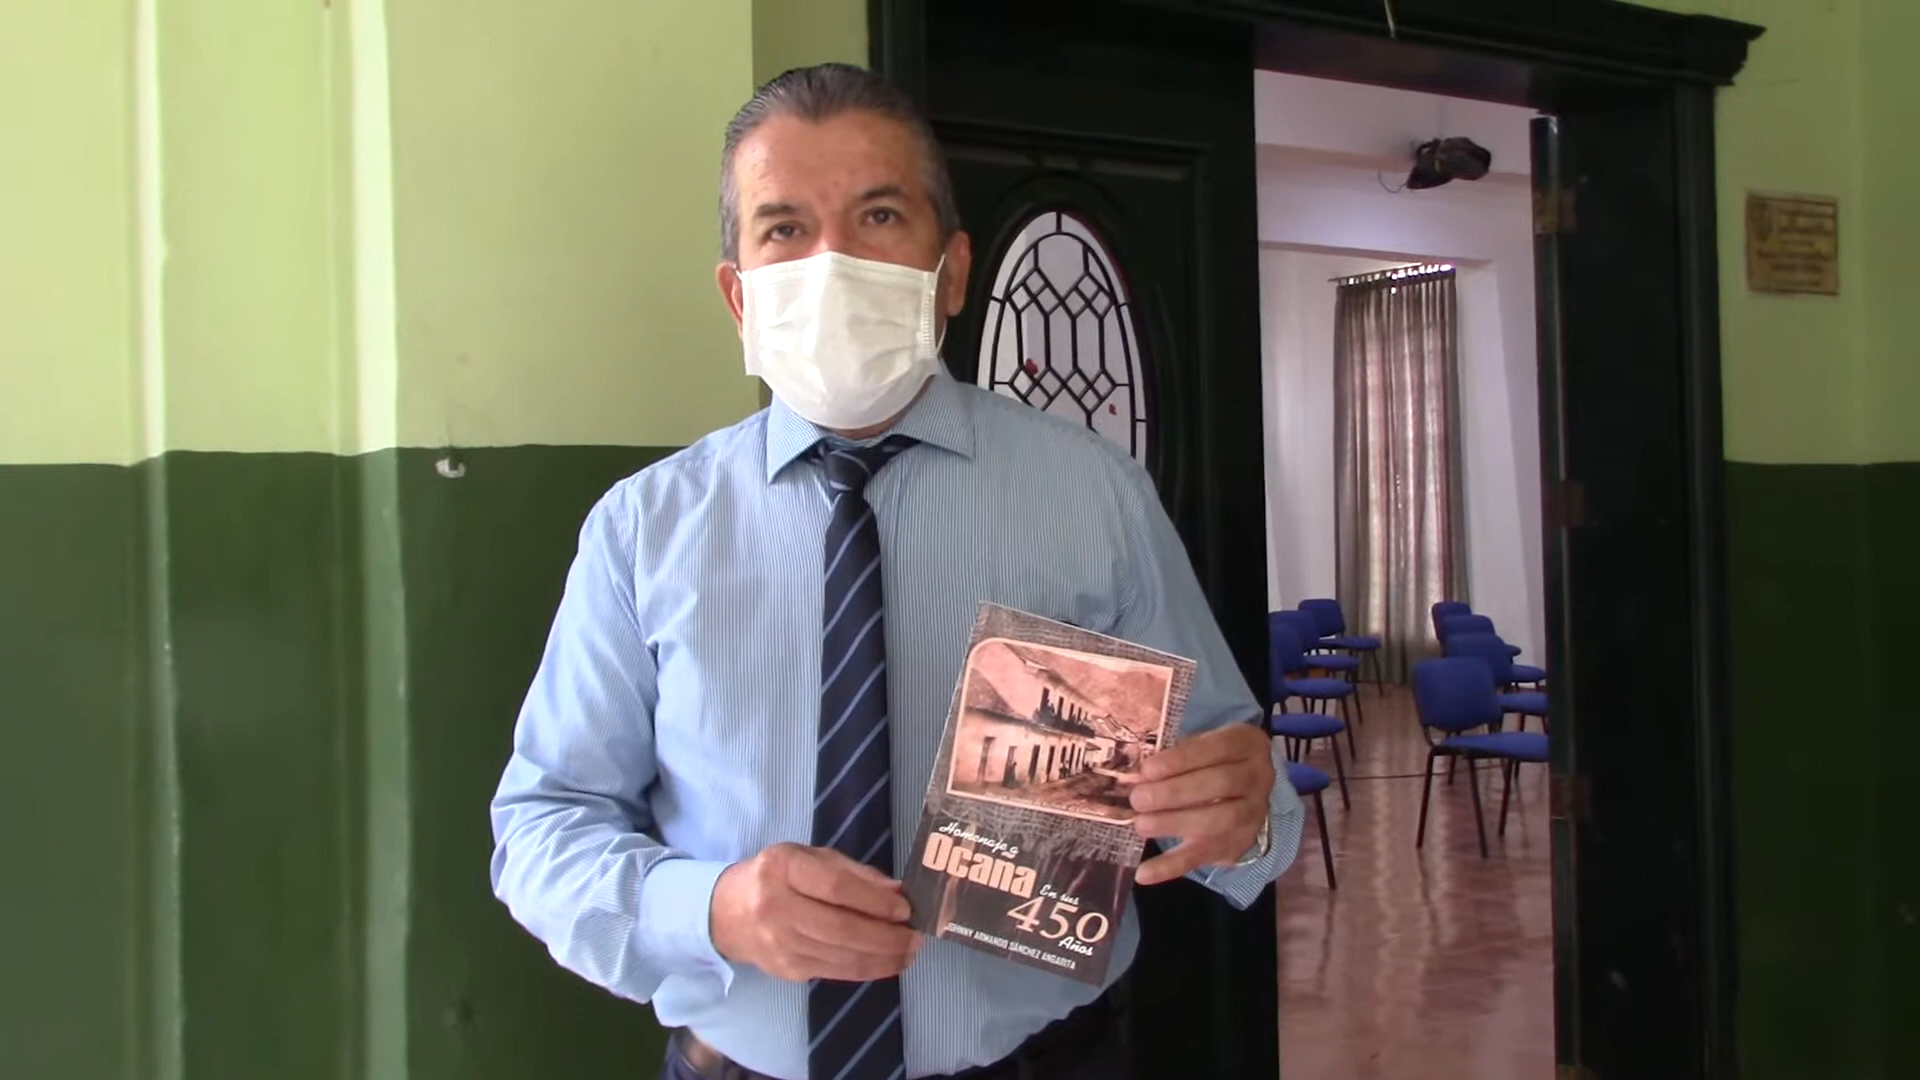 Homenaje a
Ocaña
En sus
450
Años
JOHNNY ARMANDO SÁNCHEZ ANGARITA